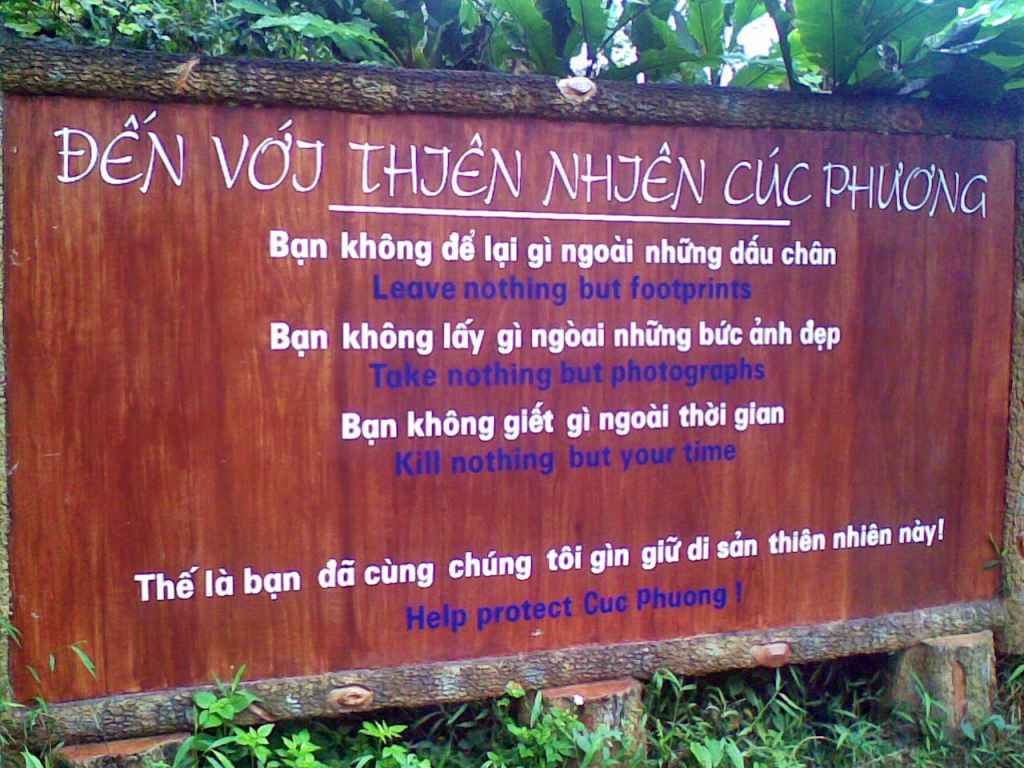 ĐẾN VỚI THIÊN NHIÊN CÚC PHƯƠNG
Bạn không để lại gì ngoài những dấu chân
Leave nothing but footprints
Bạn không lấy gì ngòai những bức ảnh đẹp
Take nothing but photographs
Bạn không giết gì ngoài thời gian
Kill nothing but your time
Thế là bạn đã cùng chúng tôi gìn giữ di sản thiên nhiên này!
Help protect Cuc Phuong !